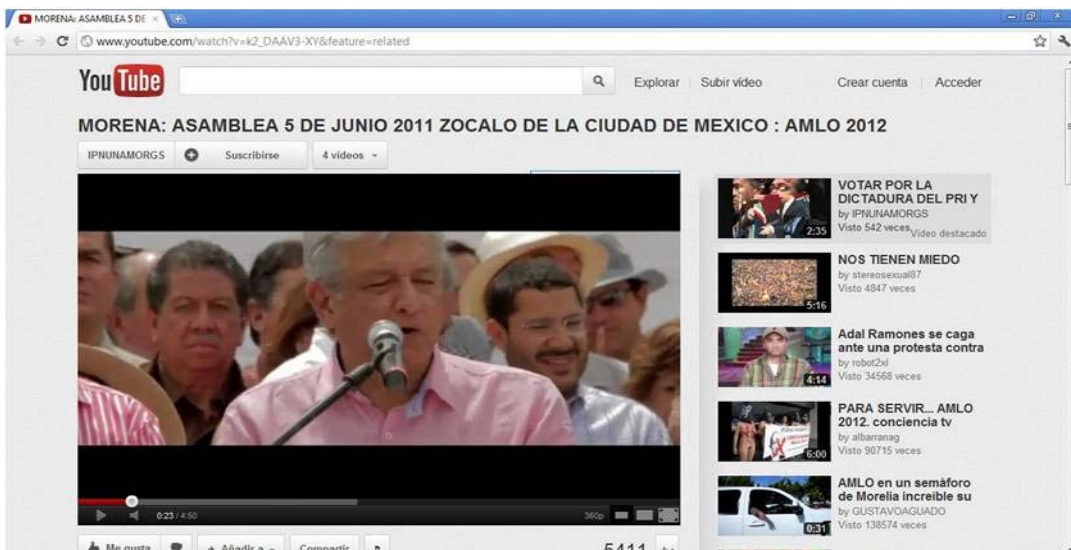 MORENA: ASAMBLEA 5 DE
www.youtube.com/watch?v=k2_DAAV3-XY&feature=related
YouTube
Explorar Subir vídeo Crear cuenta Acceder
MORENA: ASAMBLEA 5 DE JUNIO 2011 ZOCALO DE LA CIUDAD DE MEXICO : AMLO 2012
IPNUNAMORGS Suscribirse 4 vídeos
0:23 / 4:50 360p
Me gusta Añadir a Compartir 5411
VOTAR POR LA
DICTADURA DEL PRI Y
by IPNUNAMORGS
Visto 542 veces
Vídeo destacado
2:35
NOS TIENEN MIEDO
by stereosexual87
Visto 4847 veces
5:16
Adal Ramones se caga
ante una protesta contra
by robot2xl
Visto 34568 veces
4:14
PARA SERVIR... AMLO
2012. conciencia tv
by albarranag
Visto 90715 veces
6:00
AMLO en un semáforo
de Morelia increible su
by GUSTAVOAGUADO
Visto 138574 veces
0:31